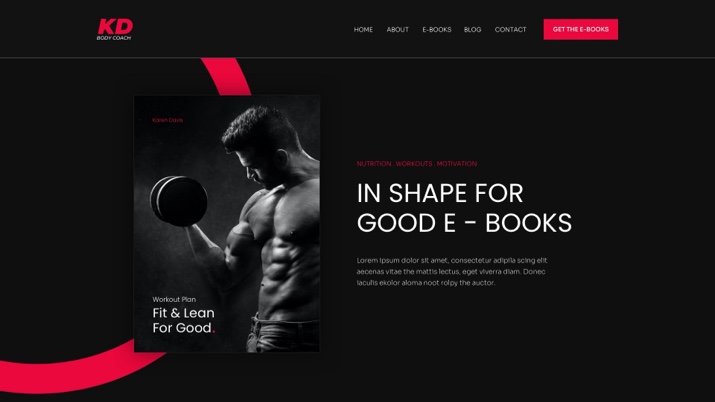 KD
BODY COACH
HOME ABOUT E-BOOKS BLOG CONTACT GET THE E-BOOKS
Karen Davis
NUTRITION . WORKOUTS . MOTIVATION
IN SHAPE FOR
GOOD E - BOOKS
Lorem ipsum dolor sit amet, consectetur adipila scing elit
aecenas vitae the mattis lectus, eget viverra diam. Donec
iaculis ekolor aloma noot rolpy the auctor.
Workout Plan
Fit & Lean
For Good.